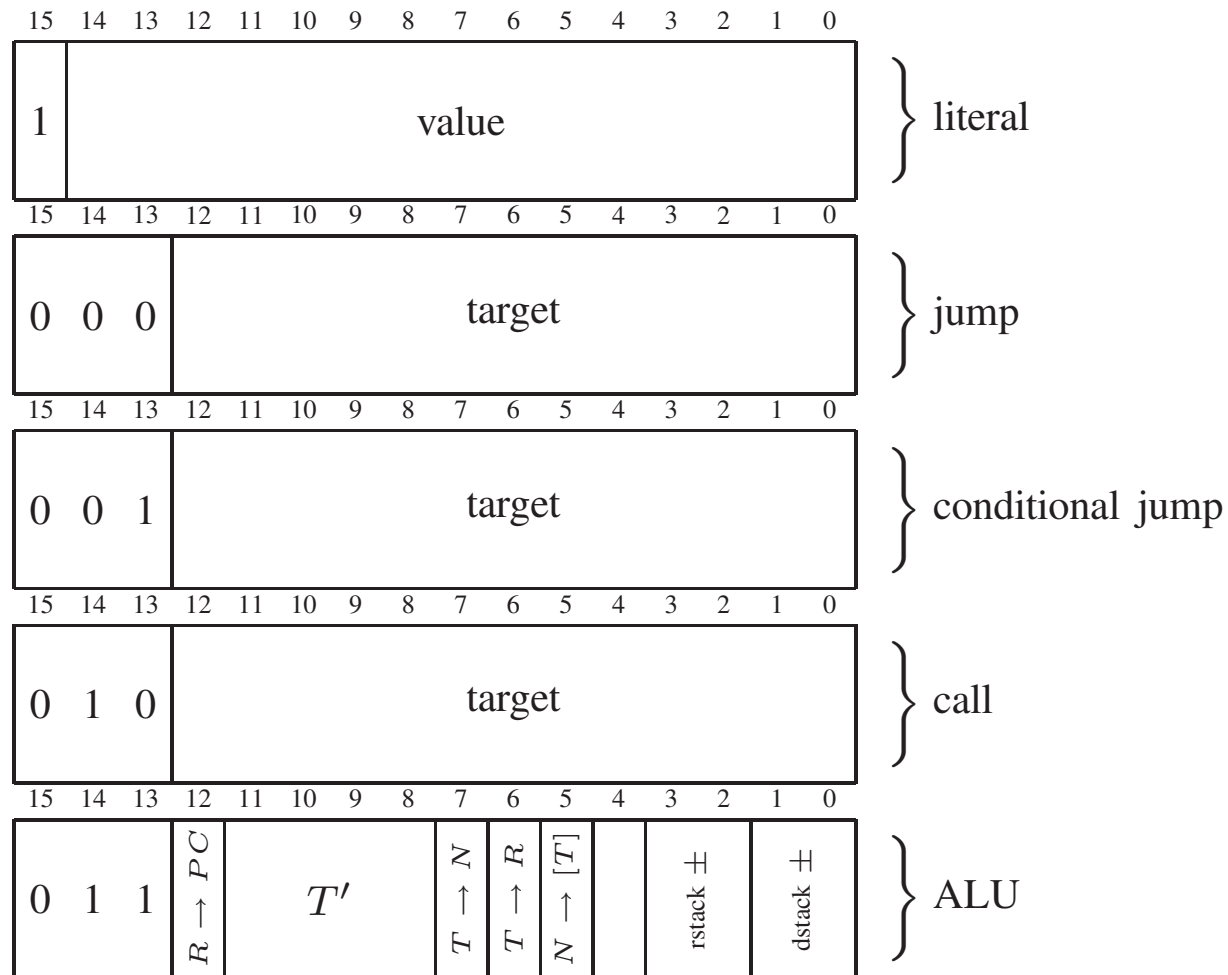 15 14 13 12 11 10 9 8 7 6 5 4 3 2 1 0
1 value literal
15 14 13 12 11 10 9 8 7 6 5 4 3 2 1 0
0 0 0 target jump
15 14 13 12 11 10 9 8 7 6 5 4 3 2 1 0
0 0 1 target conditional jump
15 14 13 12 11 10 9 8 7 6 5 4 3 2 1 0
0 1 0 target call
15 14 13 12 11 10 9 8 7 6 5 4 3 2 1 0
0 1 1 R → PC T′ T → N T → R N → [T] rstack ± dstack ± ALU